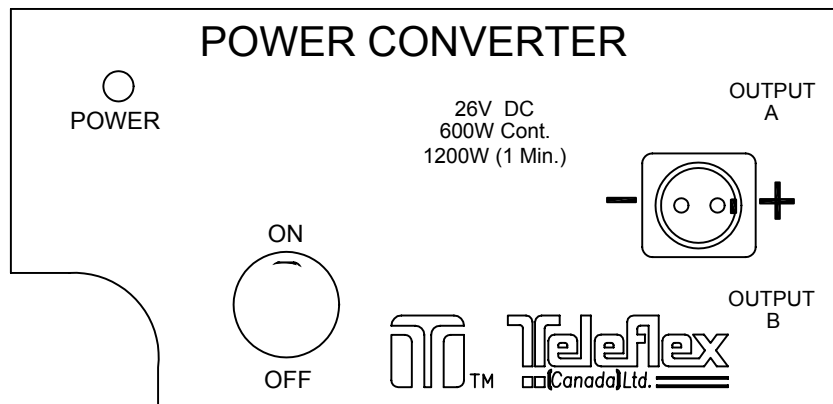 POWER CONVERTER
POWER
26V DC
600W Cont.
1200W (1 Min.)
OUTPUT
A
− +
ON
OFF
OUTPUT
B
TM
Teleflex
(Canada) Ltd.